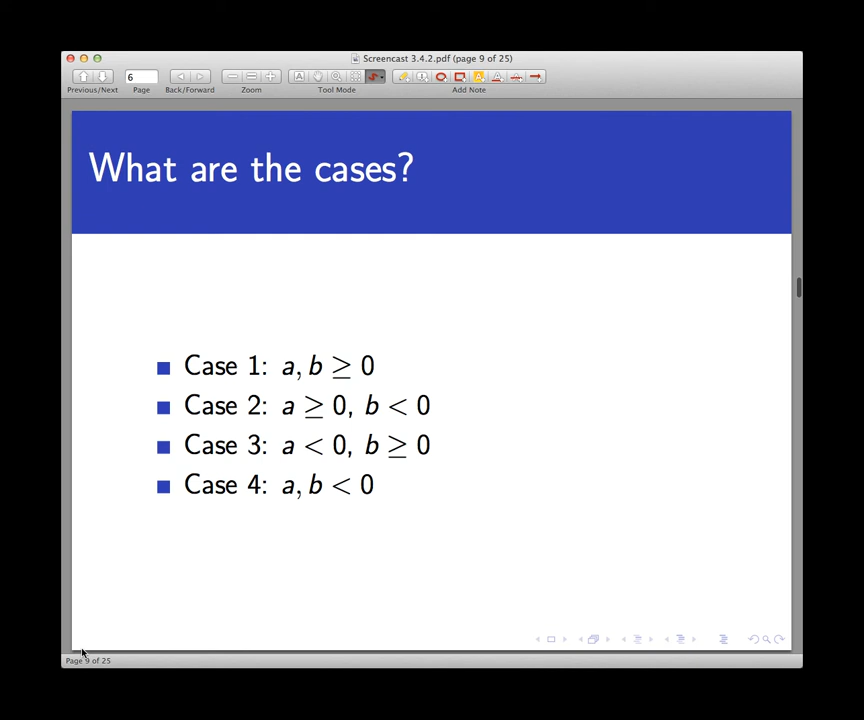 Screencast 3.4.2.pdf (page 9 of 25)
6
Previous/Next Page Back/Forward Zoom Tool Mode Add Note
What are the cases?
Case 1: a, b ≥ 0
Case 2: a ≥ 0, b < 0
Case 3: a < 0, b ≥ 0
Case 4: a, b < 0
Page 9 of 25